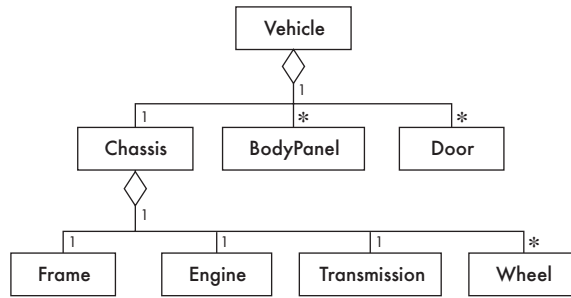 Vehicle
1
1 * *
Chassis BodyPanel Door
1
1 1 1 *
Frame Engine Transmission Wheel